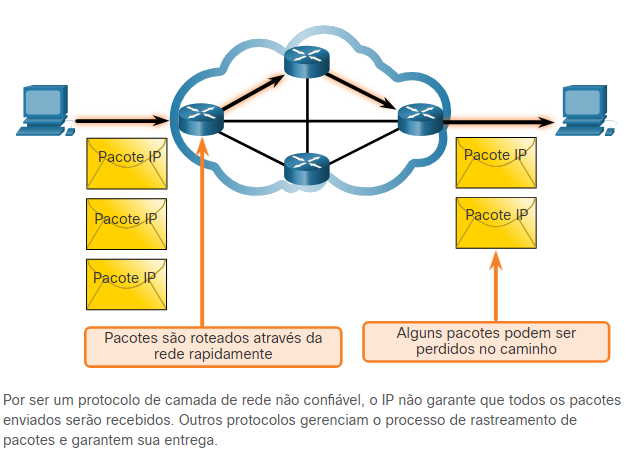 Pacote IP
Pacote IP
Pacote IP
Pacote IP
Pacote IP
Pacotes são roteados através da
rede rapidamente
Alguns pacotes podem ser
perdidos no caminho
Por ser um protocolo de camada de rede não confiável, o IP não garante que todos os pacotes
enviados serão recebidos. Outros protocolos gerenciam o processo de rastreamento de
pacotes e garantem sua entrega.